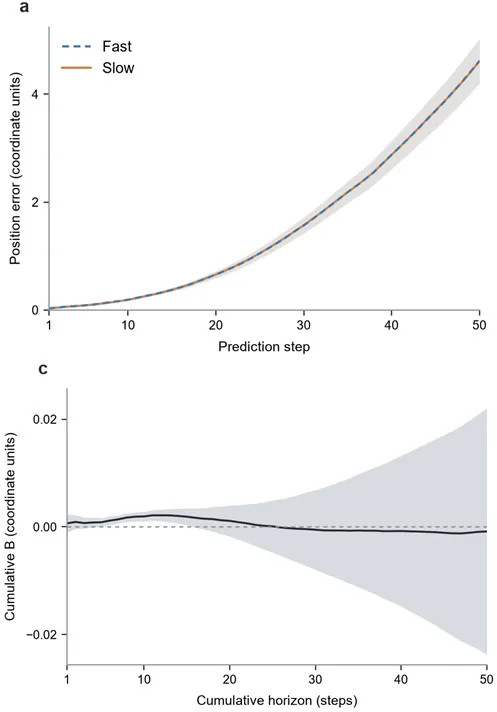 a
Fast
Slow
Position error (coordinate units)
4
2
0
1 10 20 30 40 50
Prediction step
c
Cumulative B (coordinate units)
0.02
0.00
−0.02
1 10 20 30 40 50
Cumulative horizon (steps)